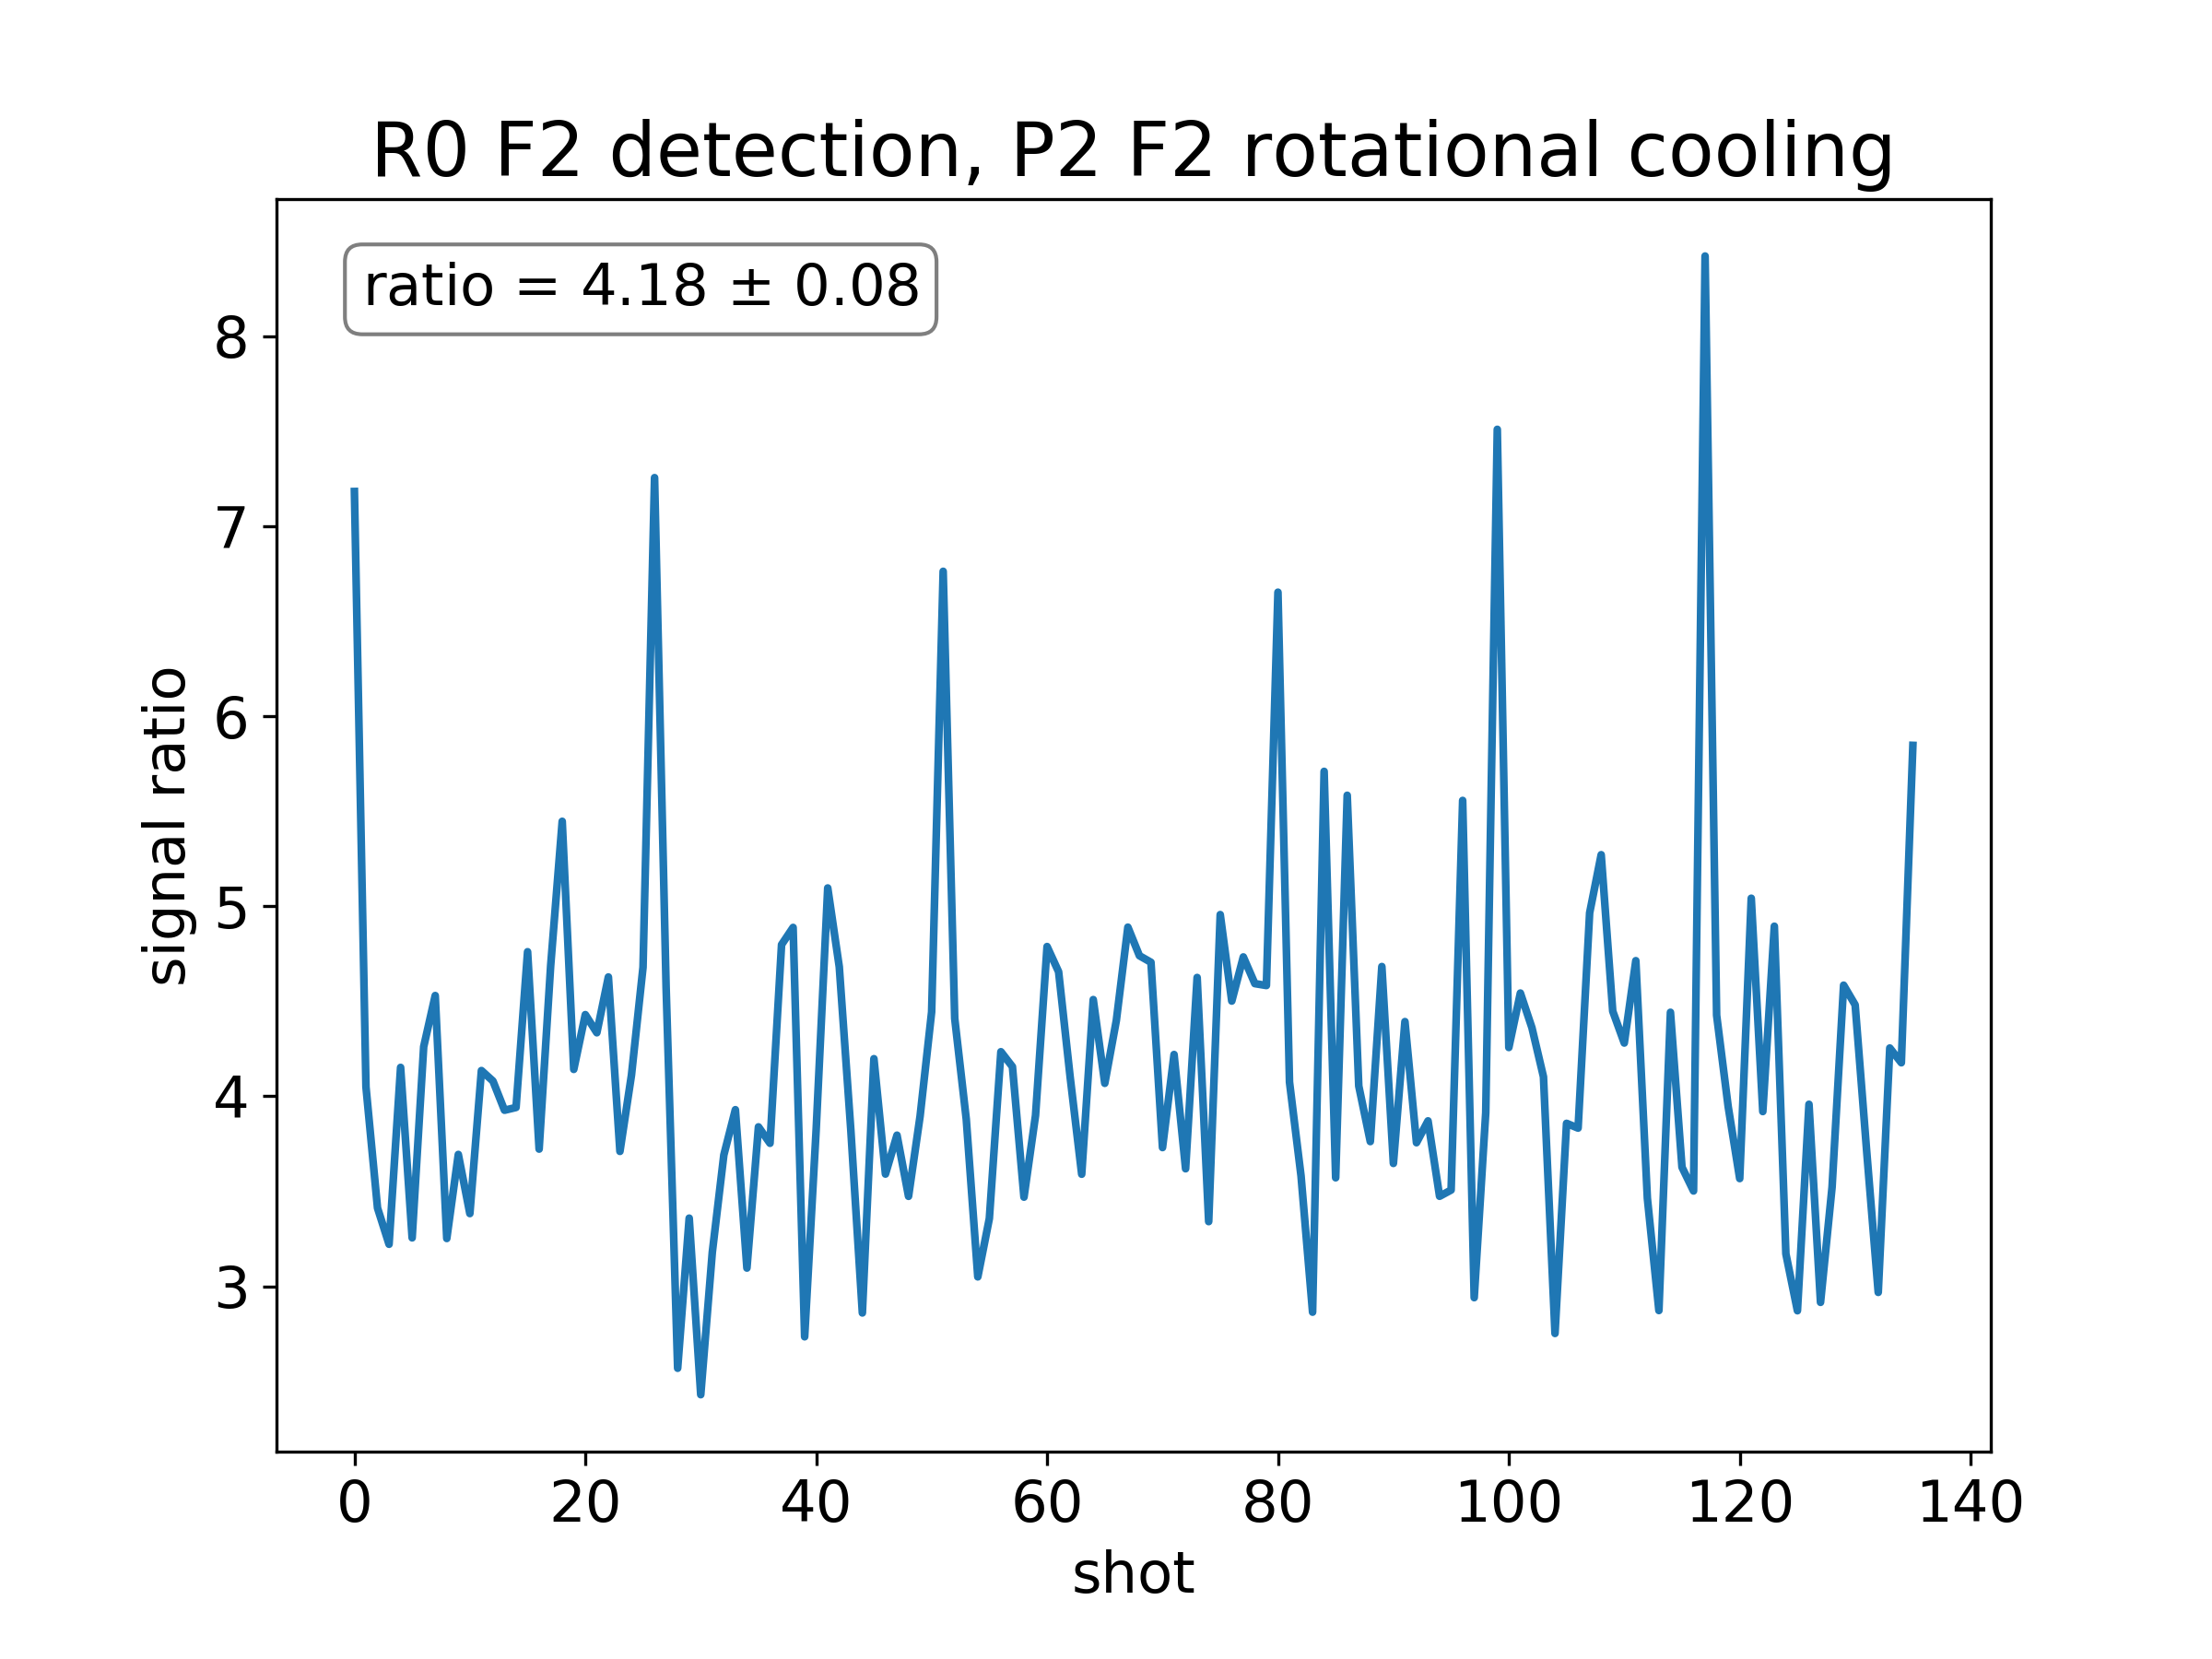 R0 F2 detection, P2 F2 rotational cooling
ratio = 4.18 ± 0.08
8
7
6
5
4
3
signal ratio
0 20 40 60 80 100 120 140
shot